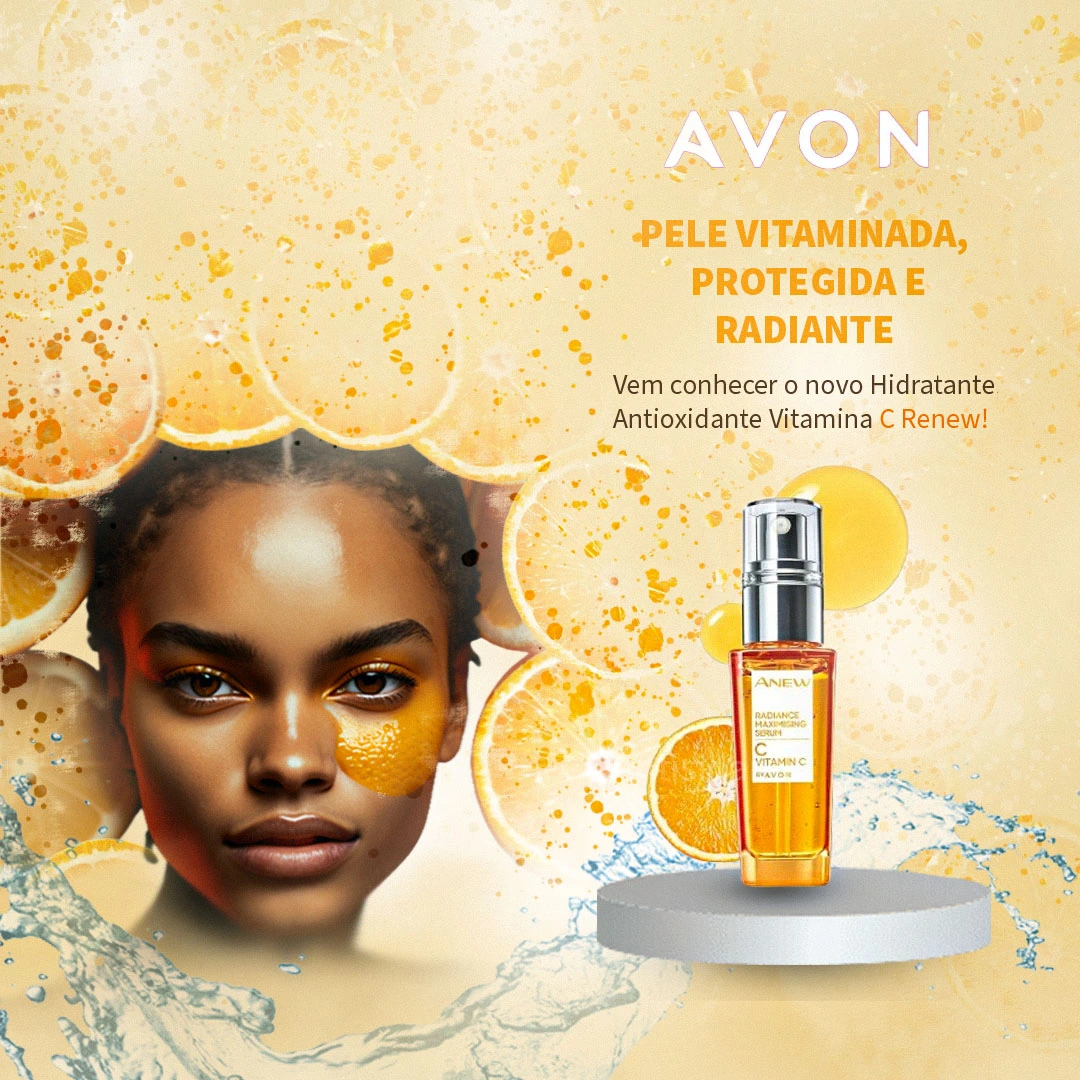 AVON
PELE VITAMINADA,
PROTEGIDA E
RADIANTE
Vem conhecer o novo Hidratante
Antioxidante Vitamina C Renew!
ANEW
RADIANCE
MAXIMISING
SERUM
C
VITAMIN C
BY AVON